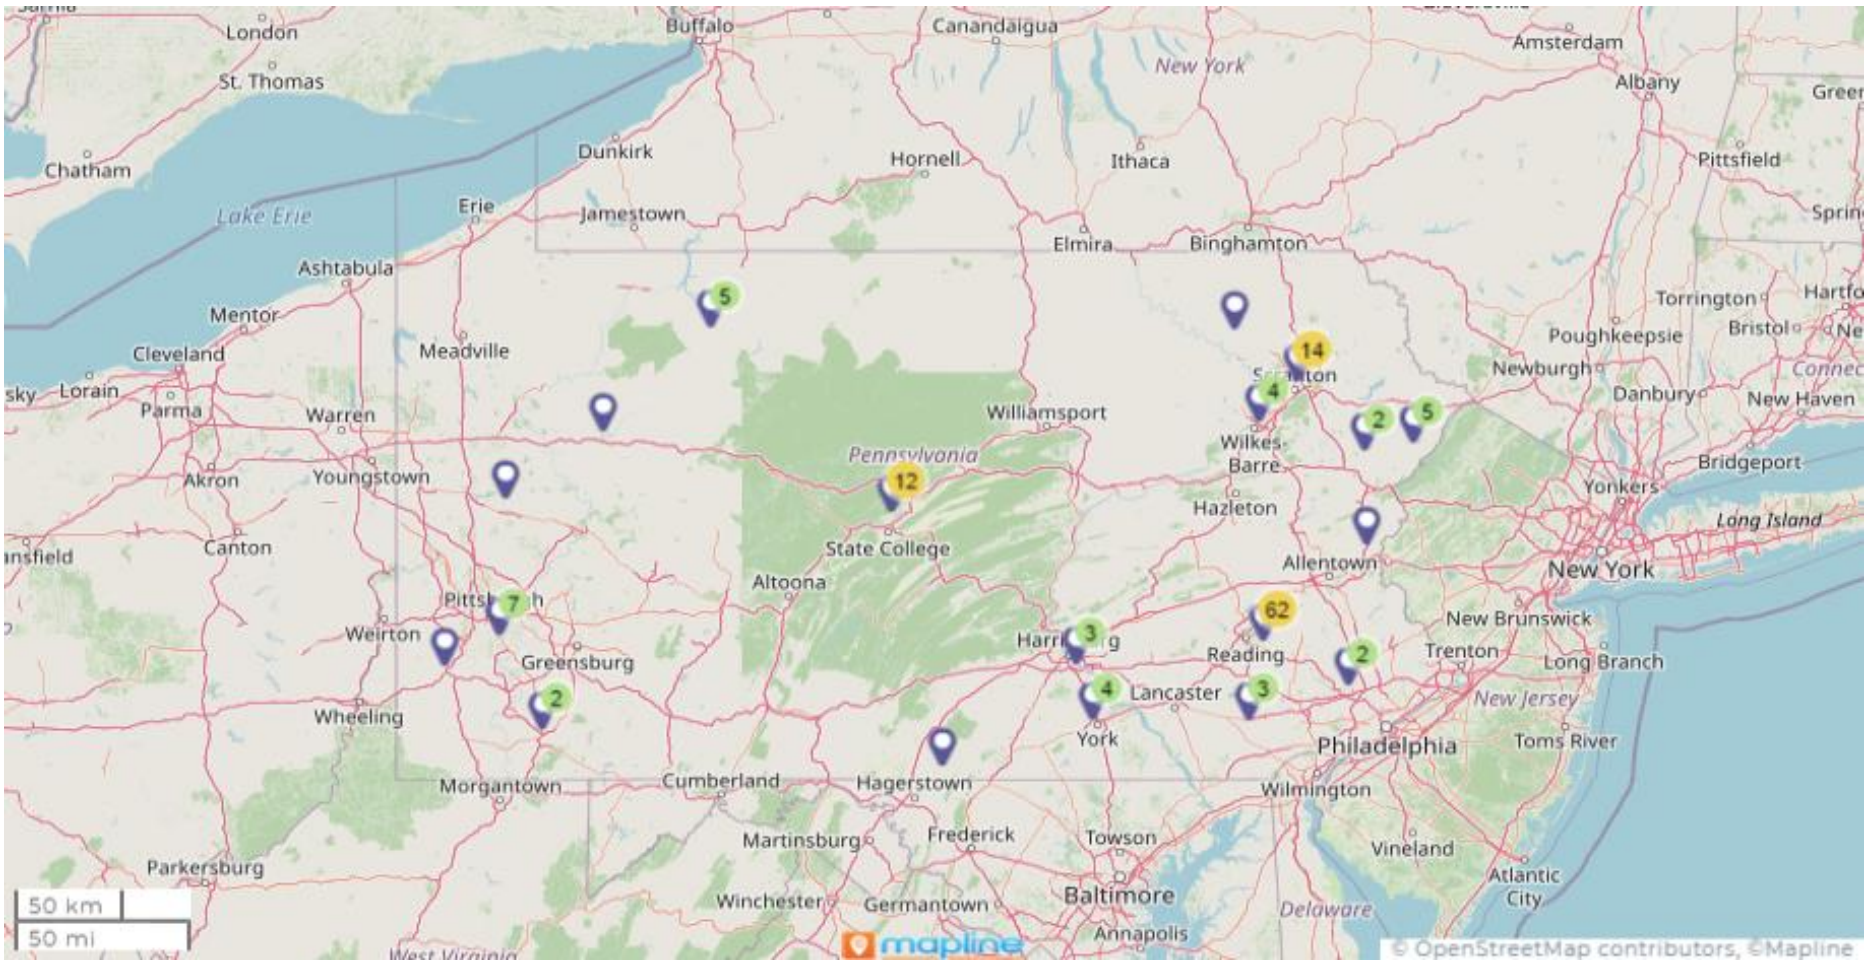 London
Buffalo
Canandaigua
Amsterdam
New York
St. Thomas
Albany
Chatham
Dunkirk
Hornell
Ithaca
Pittsfield
Lake Erie
Erie
Jamestown
Elmira
Binghamton
Ashtabula
5
Torrington
Mentor
Poughkeepsie
Bristol
Cleveland
Meadville
14
Newburgh
4
Lorain
Danbury
New Haven
Parma
Warren
Williamsport
2
5
Wilkes-
Barre
Pennsylvania
12
Bridgeport
Akron
Youngstown
Yonkers
Hazleton
Long Island
Canton
State College
Allentown
New York
Altoona
7
62
New Brunswick
Weirton
3
Harri
g
Greensburg
Reading
2
Trenton
Long Branch
2
4
Lancaster
3
New Jersey
Wheeling
York
Philadelphia
Toms River
Morgantown
Cumberland
Hagerstown
Wilmington
Martinsburg
Frederick
Towson
Vineland
Parkersburg
Atlantic
City
50 km
Winchester
Germantown
Baltimore
Delaware
50 mi
Annapolis
mapline
West Virginia
© OpenStreetMap contributors, ©Mapline